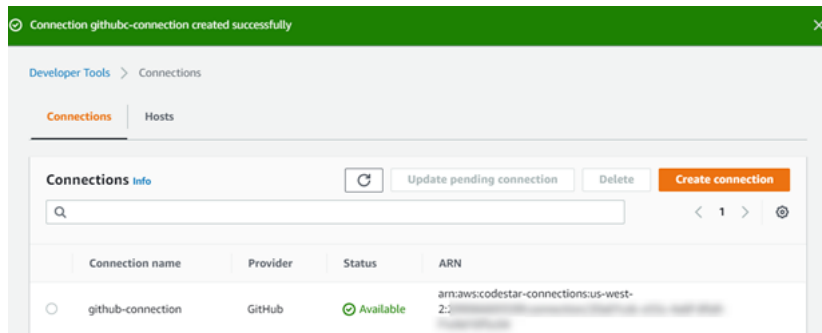 Connection githubc-connection created successfully
Developer Tools > Connections
Connections
Hosts
Connections Info
Update pending connection
Delete
Create connection
< 1 >
Connection name
Provider
Status
ARN
github-connection
GitHub
Available
arn:aws:codestar-connections:us-west-
2: